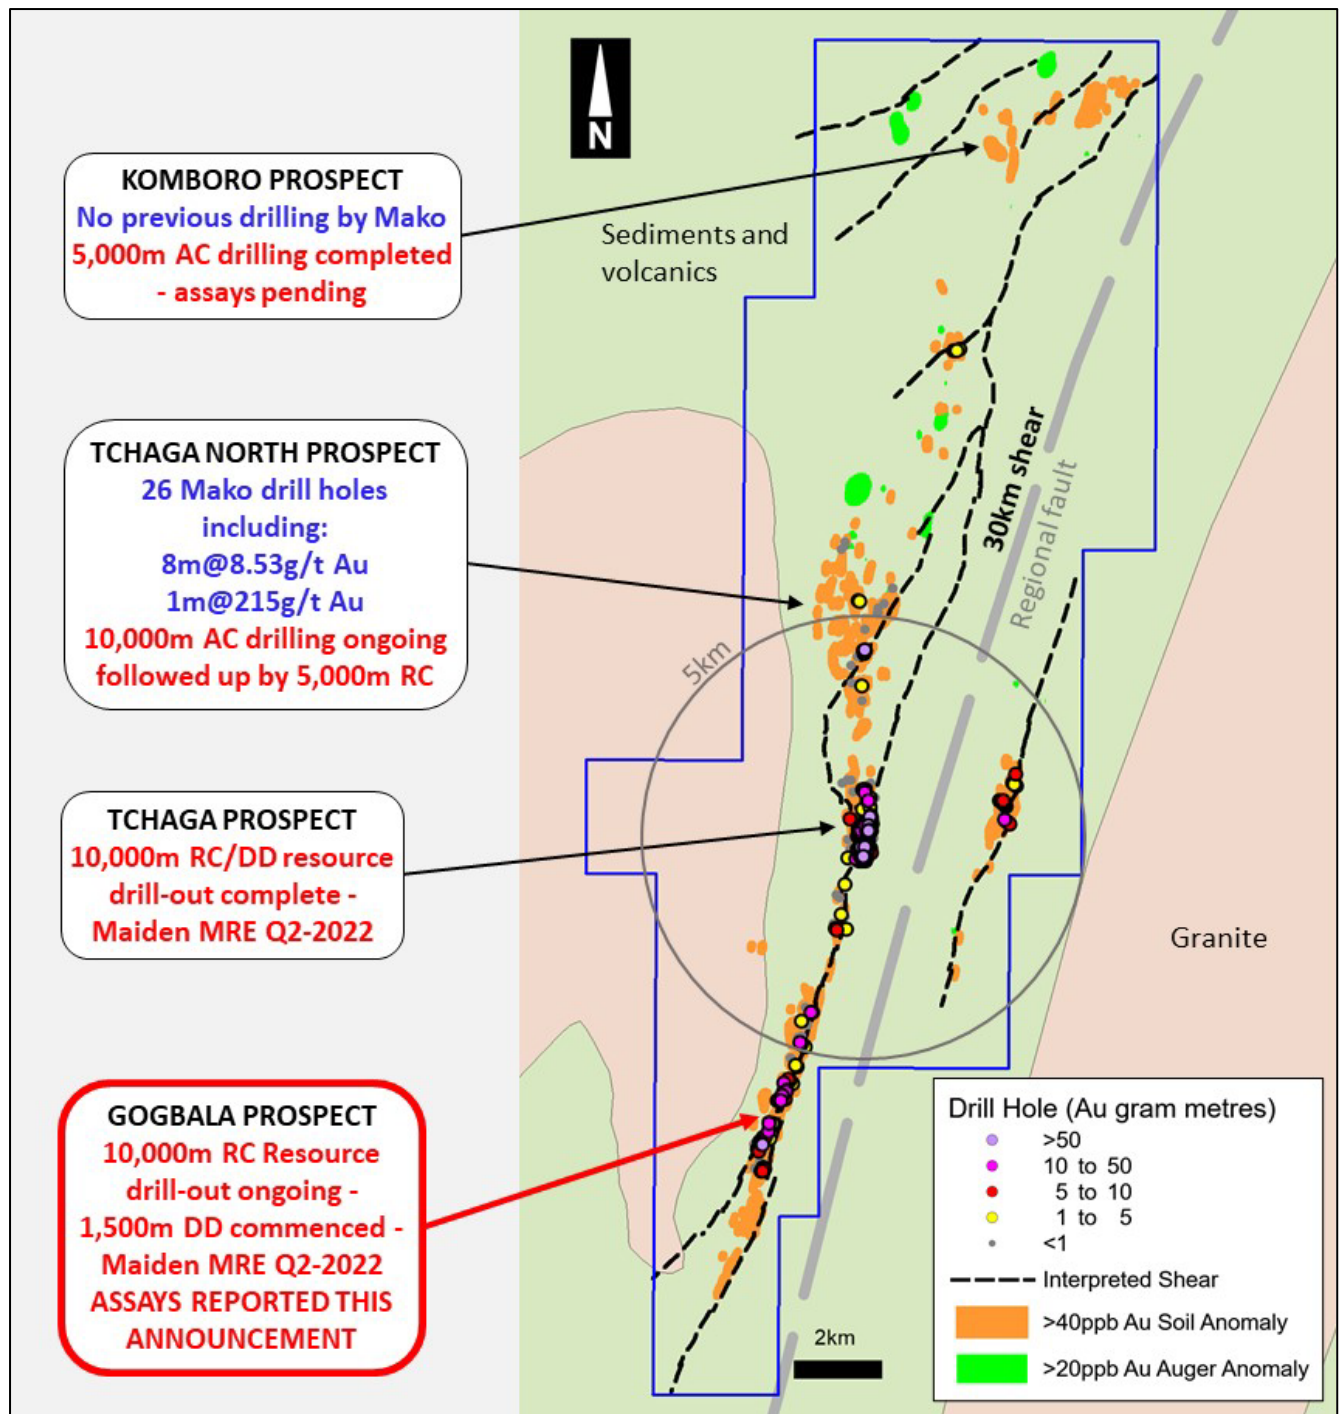 N
KOMBORO PROSPECT
No previous drilling by Mako
5,000m AC drilling completed
- assays pending
Sediments and
volcanics
TCHAGA NORTH PROSPECT
26 Mako drill holes
including:
8m@8.53g/t Au
1m@215g/t Au
10,000m AC drilling ongoing
followed up by 5,000m RC
30km shear
Regional fault
5km
TCHAGA PROSPECT
10,000m RC/DD resource
drill-out complete -
Maiden MRE Q2-2022
Granite
GOGBALA PROSPECT
10,000m RC Resource
drill-out ongoing -
1,500m DD commenced -
Maiden MRE Q2-2022
ASSAYS REPORTED THIS
ANNOUNCEMENT
2km
Drill Hole (Au gram metres)
>50
10 to 50
5 to 10
1 to 5
<1
Interpreted Shear
>40ppb Au Soil Anomaly
>20ppb Au Auger Anomaly